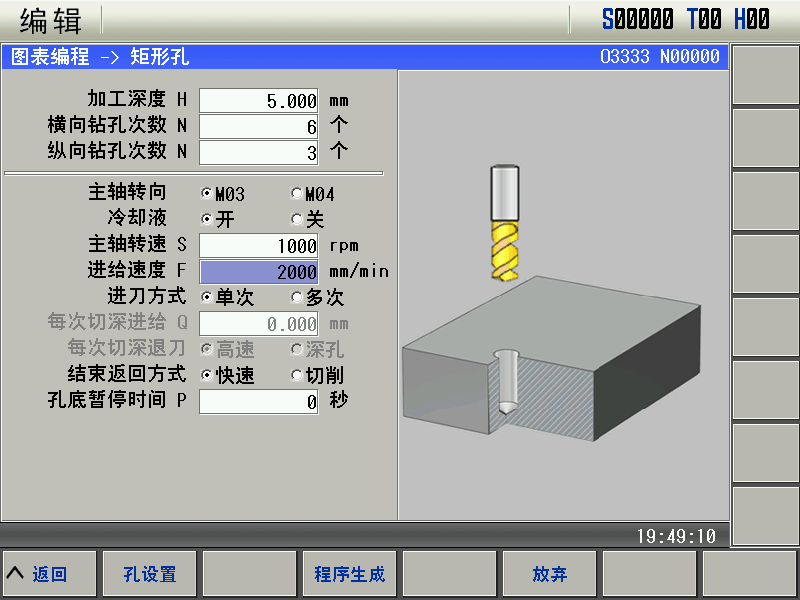 编辑 S00000 T00 H00
图表编程 -> 矩形孔 O3333 N00000
加工深度 H 5.000 mm
横向钻孔次数 N 6 个
纵向钻孔次数 N 3 个
主轴转向 M03 M04
冷却液 开 关
主轴转速 S 1000 rpm
进给速度 F 2000 mm/min
进刀方式 单次 多次
每次切深进给 Q 0.000 mm
每次切深退刀 高速 深孔
结束返回方式 快速 切削
孔底暂停时间 P 0 秒
19:49:10
返回 孔设置 程序生成 放弃